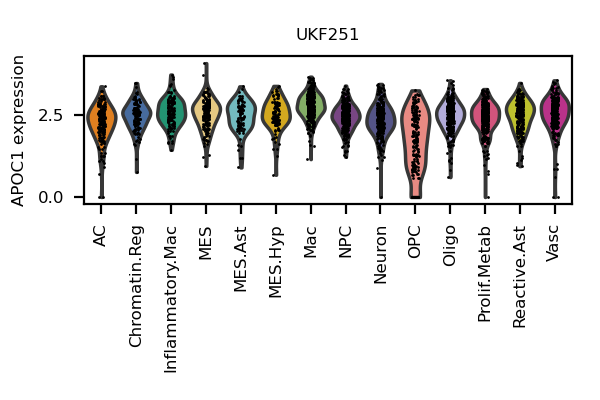 UKF251
APOC1 expression
2.5
0.0
AC
Chromatin.Reg
Inflammatory.Mac
MES
MES.Ast
MES.Hyp
Mac
NPC
Neuron
OPC
Oligo
Prolif.Metab
Reactive.Ast
Vasc